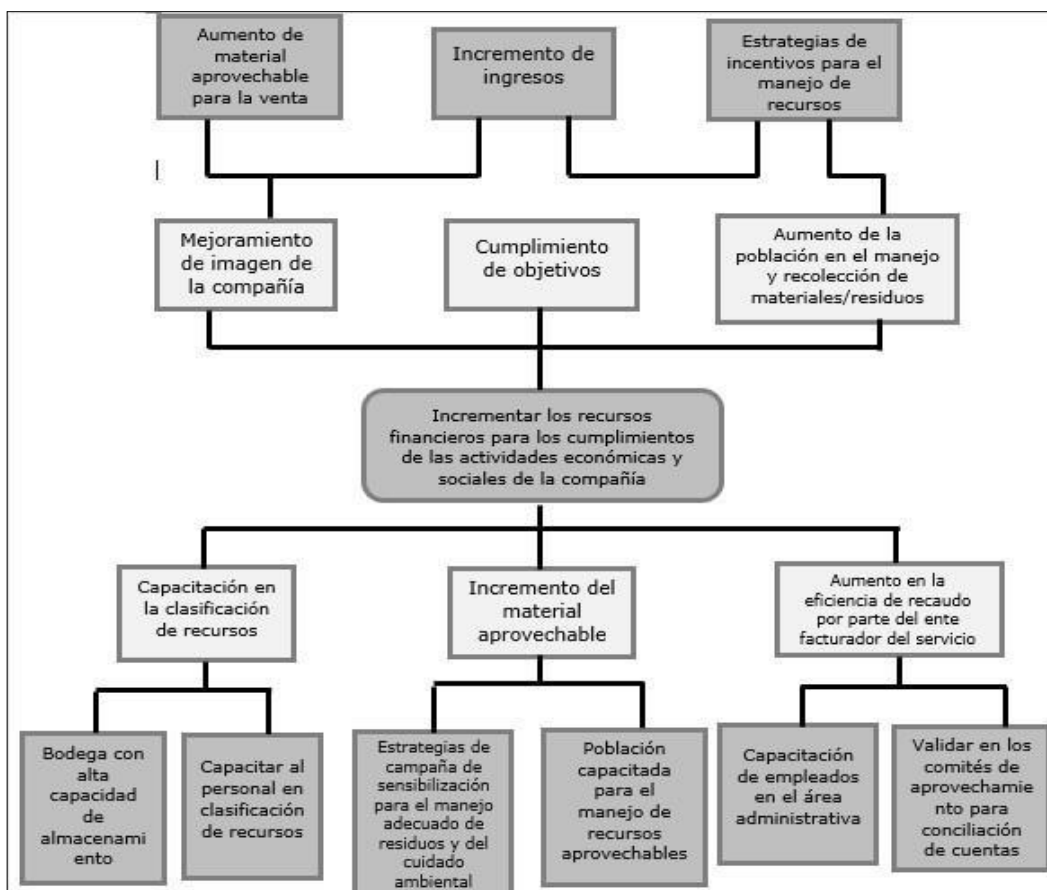 Aumento de
material
aprovechable
para la venta
Incremento de
ingresos
Estrategias de
incentivos para el
manejo de
recursos
Mejoramiento
de imagen de
la compañía
Cumplimiento
de objetivos
Aumento de la
población en el manejo
y recolección de
materiales/residuos
Incrementar los recursos
financieros para los cumplimientos
de las actividades económicas y
sociales de la compañía
Capacitación en
la clasificación
de recursos
Incremento del
material
aprovechable
Aumento en la
eficiencia de recaudo
por parte del ente
facturador del servicio
Bodega con
alta
capacidad
de
almacenami
ento
Capacitar al
personal en
clasificación
de recursos
Estrategias de
campaña de
sensibilización
para el manejo
adecuado de
residuos y del
cuidado
ambiental
Población
capacitada
para el
manejo de
recursos
aprovechables
Capacitación
de empleados
en el área
administrativa
Validar en los
comités de
aprovechamie
nto para
conciliación
de cuentas